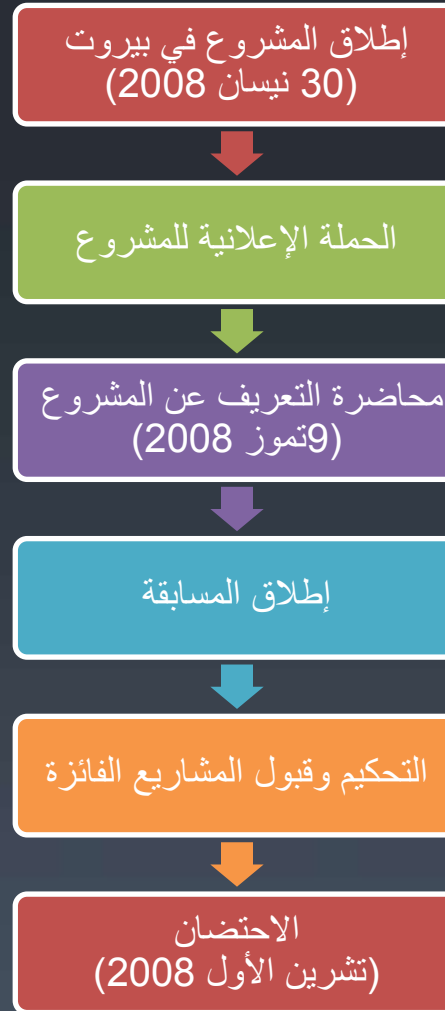 إطلاق المشروع في بيروت
(30 نيسان 2008)
الحملة الإعلانية للمشروع
محاضرة التعريف عن المشروع
(9تموز 2008)
إطلاق المسابقة
التحكيم وقبول المشاريع الفائزة
الاحتضان
(تشرين الأول 2008)